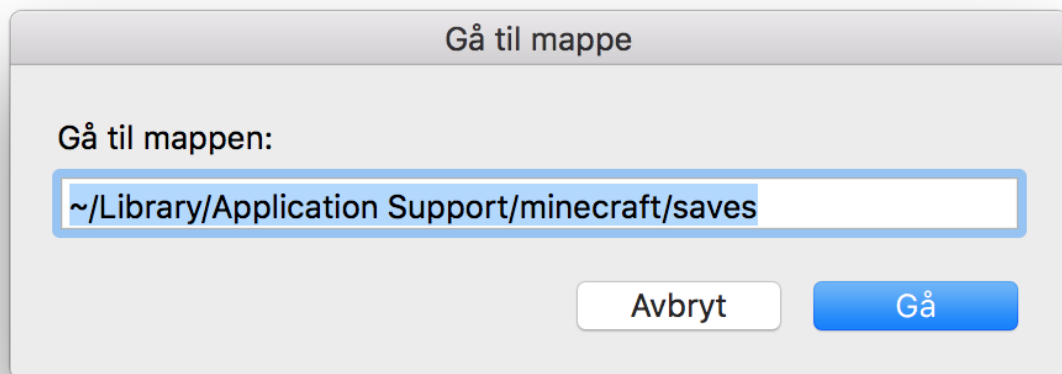 Gå til mappe
Gå til mappen:
~/Library/Application Support/minecraft/saves
Avbryt
Gå